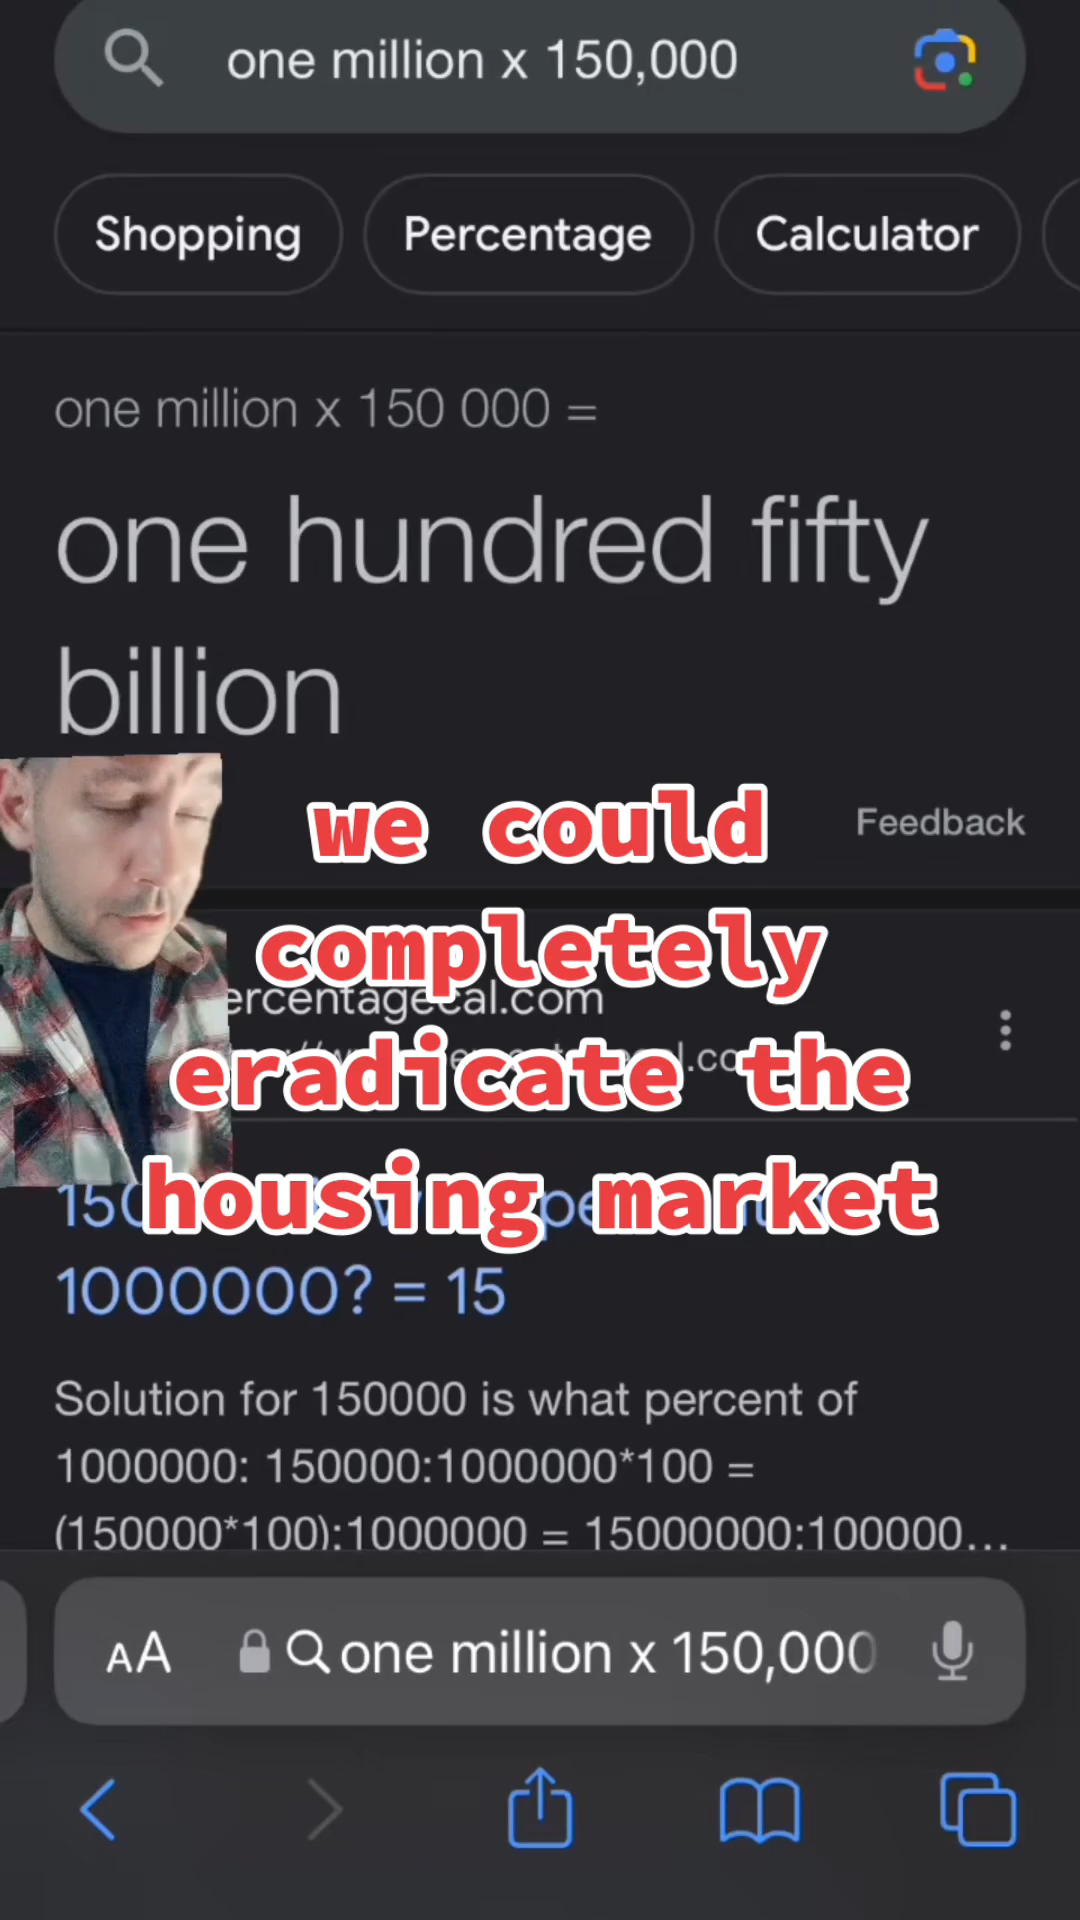 one million x 150,000
Shopping
Percentage
Calculator
one million x 150 000 =
one hundred fifty
billion
Feedback
we could
completely
eradicate the
housing market
1000000? = 15
Solution for 150000 is what percent of
1000000: 150000:1000000*100 =
(150000*100):1000000 = 15000000:100000...
AA
one million x 150,000